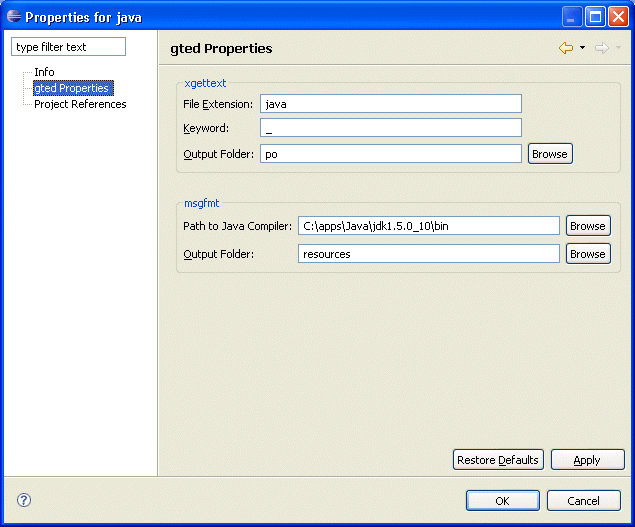 Properties for java
type filter text
Info
gted Properties
Project References
gted Properties
xgettext
File Extension: java
Keyword: _
Output Folder: po Browse
msgfmt
Path to Java Compiler: C:\apps\Java\jdk1.5.0_10\bin Browse
Output Folder: resources Browse
Restore Defaults Apply
? OK Cancel